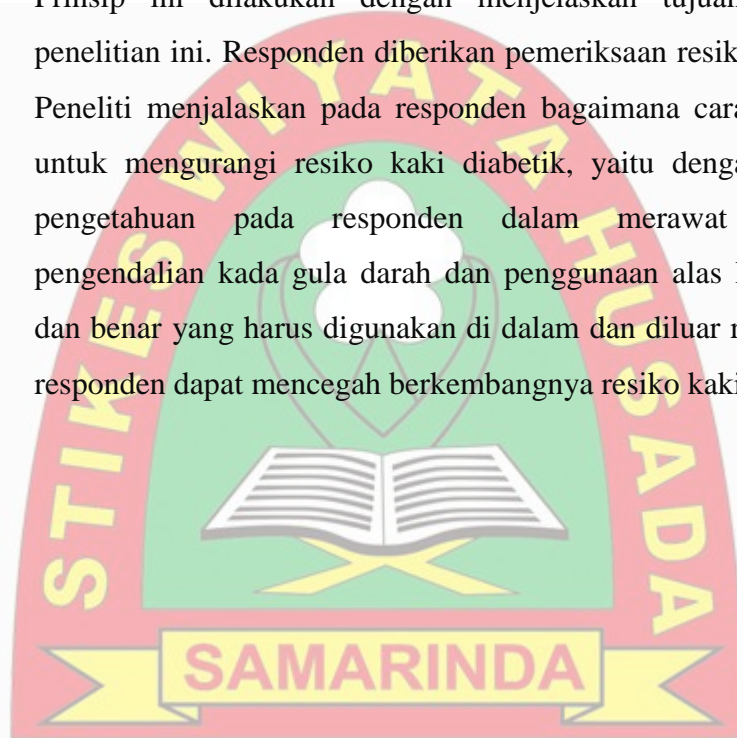 Prinsip ini dilakukan dengan menjelaskan tujuan
penelitian ini. Responden diberikan pemeriksaan resik
Peneliti menjalaskan pada responden bagaimana cara
untuk mengurangi resiko kaki diabetik, yaitu denga
pengetahuan pada responden dalam merawat
pengendalian kada gula darah dan penggunaan alas
dan benar yang harus digunakan di dalam dan diluar
responden dapat mencegah berkembangnya resiko kaki
STIKES WIYATA HUSADA
SAMARINDA